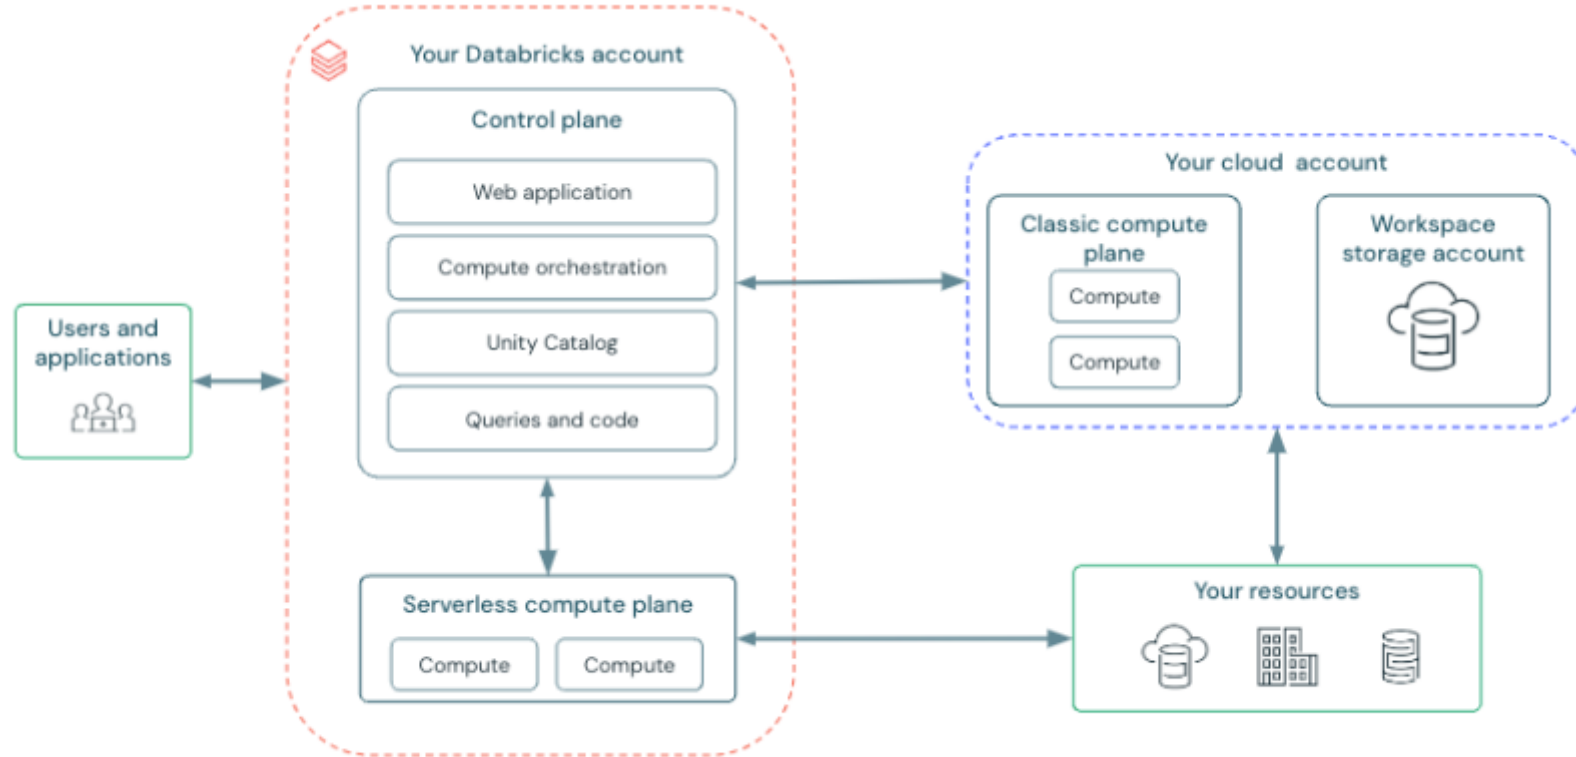 Your Databricks account
Control plane
Web application
Compute orchestration
Unity Catalog
Queries and code
Users and
applications
Serverless compute plane
Compute
Compute
Your cloud account
Classic compute
plane
Compute
Compute
Workspace
storage account
Your resources